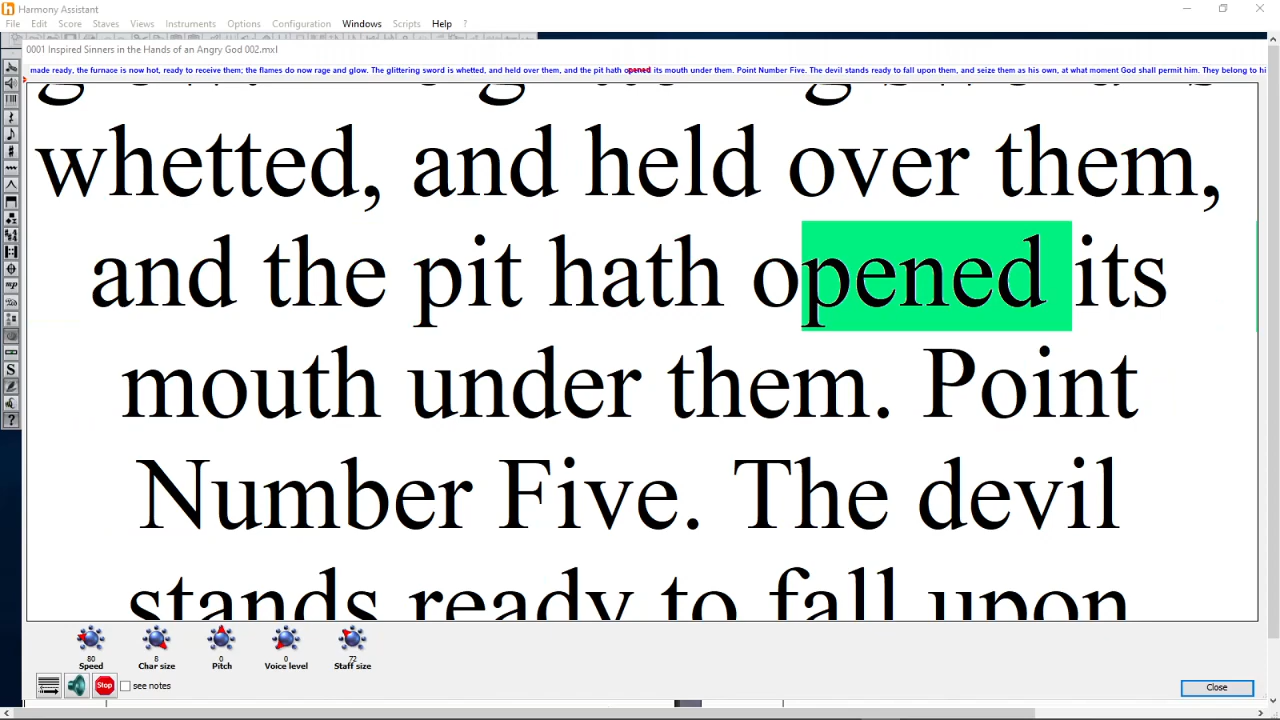 Harmony Assistant
File Edit Score Staves Views Instruments Options Configuration Windows Scripts Help ?
0001 Inspired Sinners in the Hands of an Angry God 002.mxl
made ready, the furnace is now hot, ready to receive them; the flames do now rage and glow. The glittering sword is whetted, and held over them, and the pit hath opened its mouth under them. Point Number Five. The devil stands ready to fall upon them, and seize them as his own, at what moment God shall permit him. They belong to hi
whetted, and held over them,
and the pit hath opened its
mouth under them. Point
Number Five. The devil
stands ready to fall upon
80 6 0 0 72
Speed Char size Pitch Voice level Staff size
Stop see notes
Close